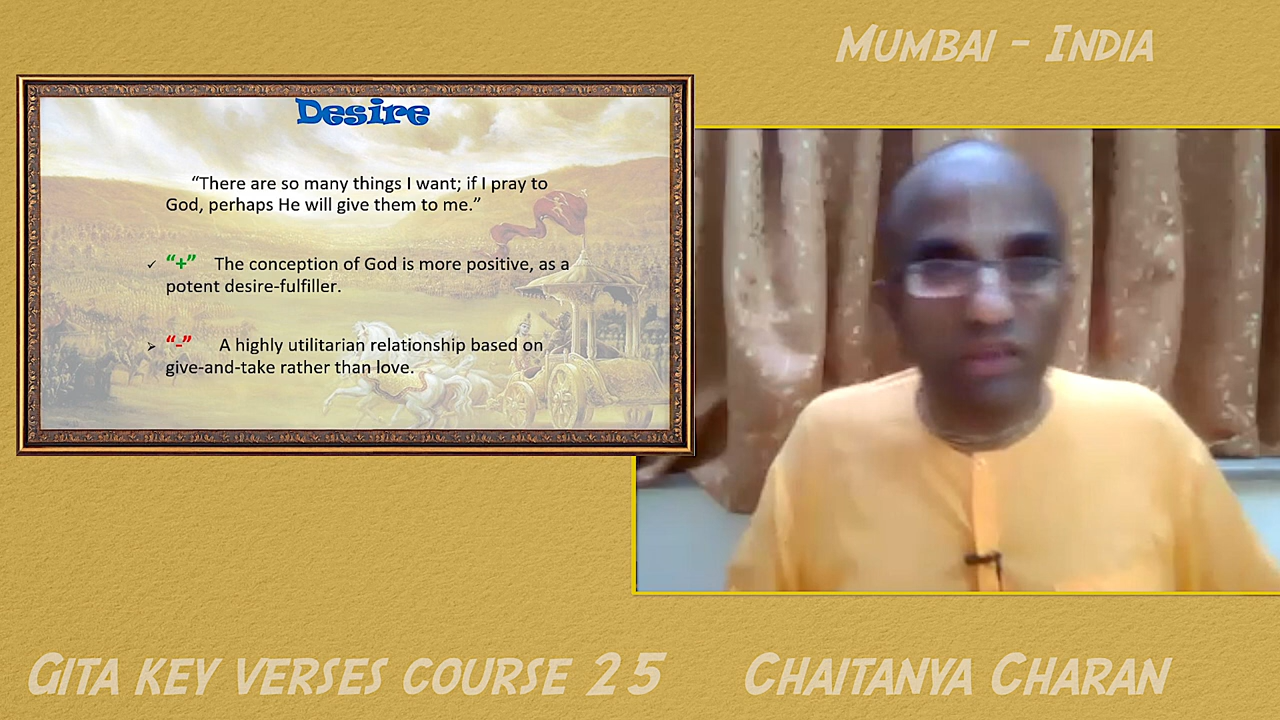 MUMBAI - INDIA
Desire
“There are so many things I want; if I pray to
God, perhaps He will give them to me.”
✓ “+” The conception of God is more positive, as a
potent desire-fulfiller.
➢ “-” A highly utilitarian relationship based on
give-and-take rather than love.
GITA KEY VERSES COURSE 25
CHAITANYA CHARAN